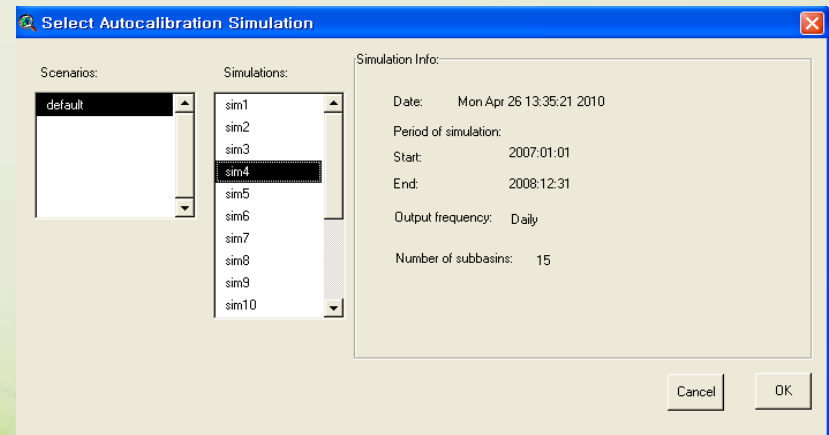 Select Autocalibration Simulation
Scenarios:
default
Simulations:
sim1
sim2
sim3
sim4
sim5
sim6
sim7
sim8
sim9
sim10
Simulation Info:
Date: Mon Apr 26 13:35:21 2010
Period of simulation:
Start: 2007:01:01
End: 2008:12:31
Output frequency: Daily
Number of subbasins: 15
Cancel OK